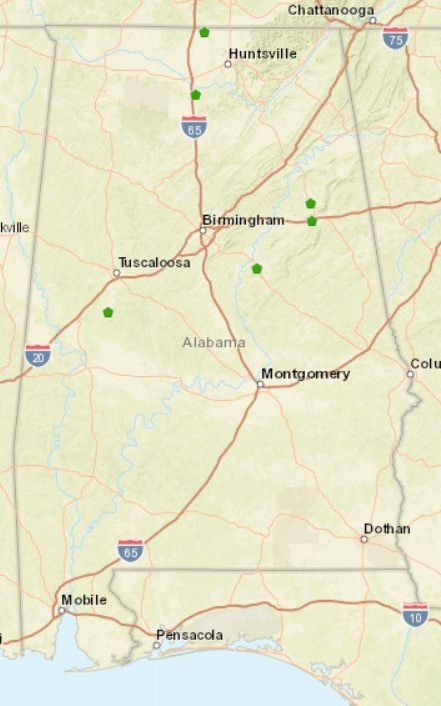 Chattanooga
75
Huntsville
65
kville
Birmingham
Tuscaloosa
Alabama
20
Montgomery
Colu
65
Dothan
Mobile
10
i
Pensacola